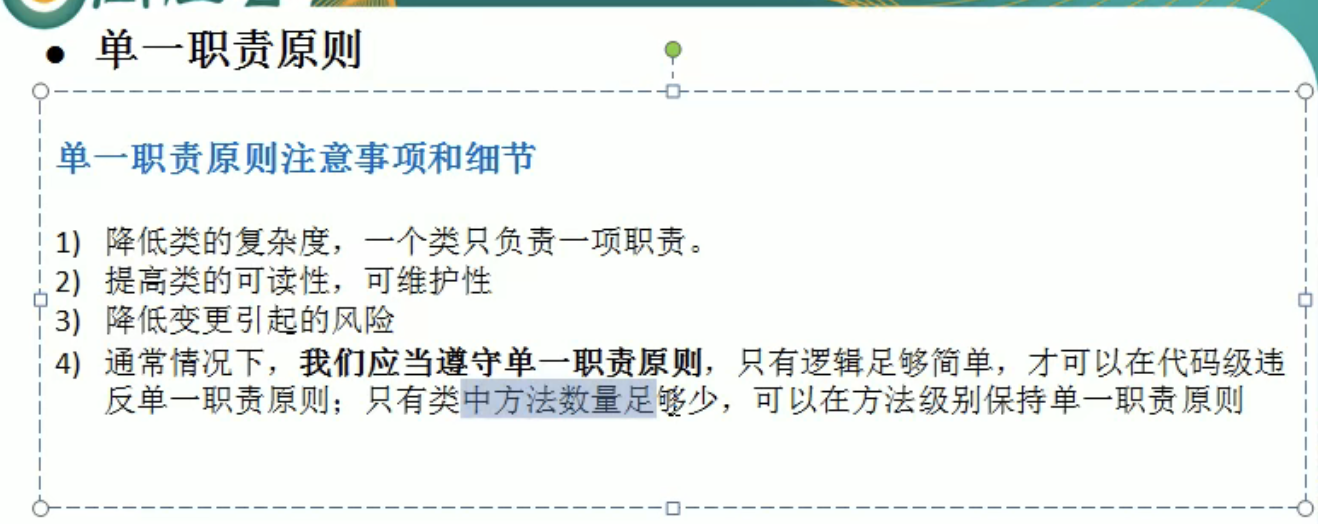 ● 单一职责原则
单一职责原则注意事项和细节
1) 降低类的复杂度，一个类只负责一项职责。
2) 提高类的可读性，可维护性
3) 降低变更引起的风险
4) 通常情况下，我们应当遵守单一职责原则，只有逻辑足够简单，才可以在代码级违
反单一职责原则；只有类中方法数量足够少，可以在方法级别保持单一职责原则